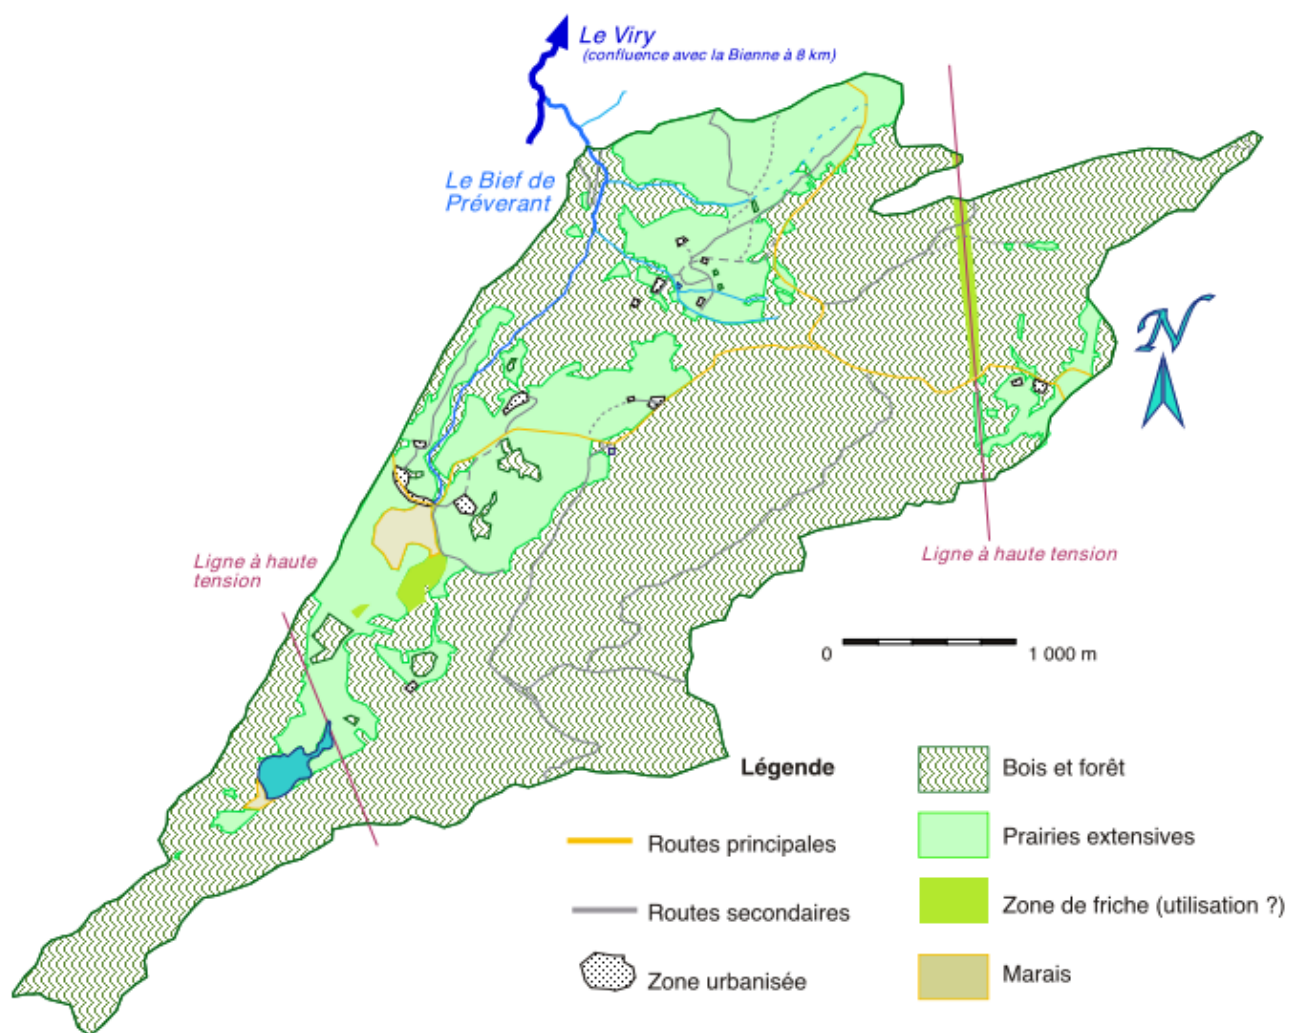 Le Viry
(confluence avec la Bienne à 8 km)
Le Bief de
Préverant
N
Ligne à haute
tension
Ligne à haute tension
0
1 000 m
Légende
Routes principales
Routes secondaires
Zone urbanisée
Bois et forêt
Prairies extensives
Zone de friche (utilisation ?)
Marais